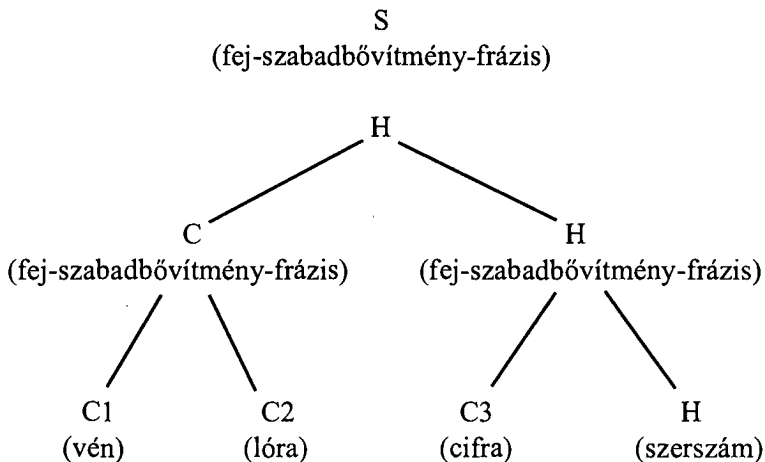 S
(fej-szabadbővítmény-frázis)
H
C H
(fej-szabadbővítmény-frázis) (fej-szabadbővítmény-frázis)
C1 C2 C3 H
(vén) (lóra) (cifra) (szerszám)